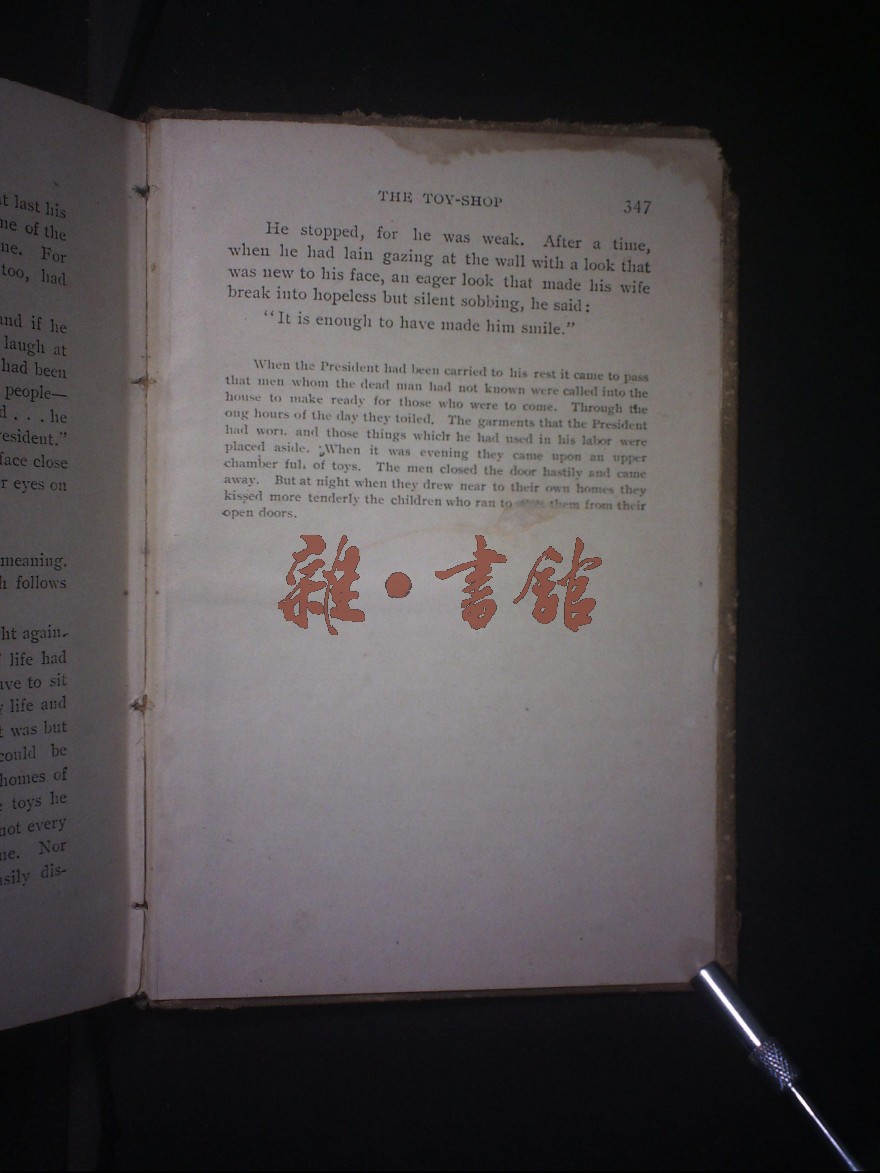 t last his
ne of the
ne. For
too, had
and if he
laugh at
had been
people—
d . . . he
resident."
face close
r eyes on
meaning.
h follows
ht again.
life had
ave to sit
y life and
t was but
could be
homes of
e toys he
not every
ne. Nor
asily dis-
THE TOY-SHOP 347
He stopped, for he was weak. After a time,
when he had lain gazing at the wall with a look that
was new to his face, an eager look that made his wife
break into hopeless but silent sobbing, he said:
"It is enough to have made him smile."
When the President had been carried to his rest it came to pass
that men whom the dead man had not known were called into the
house to make ready for those who were to come. Through the
ong hours of the day they toiled. The garments that the President
had worn and those things which he had used in his labor were
placed aside. When it was evening they came upon an upper
chamber ful. of toys. The men closed the door hastily and came
away. But at night when they drew near to their own homes they
kissed more tenderly the children who ran to them from their
open doors.
雜·書館